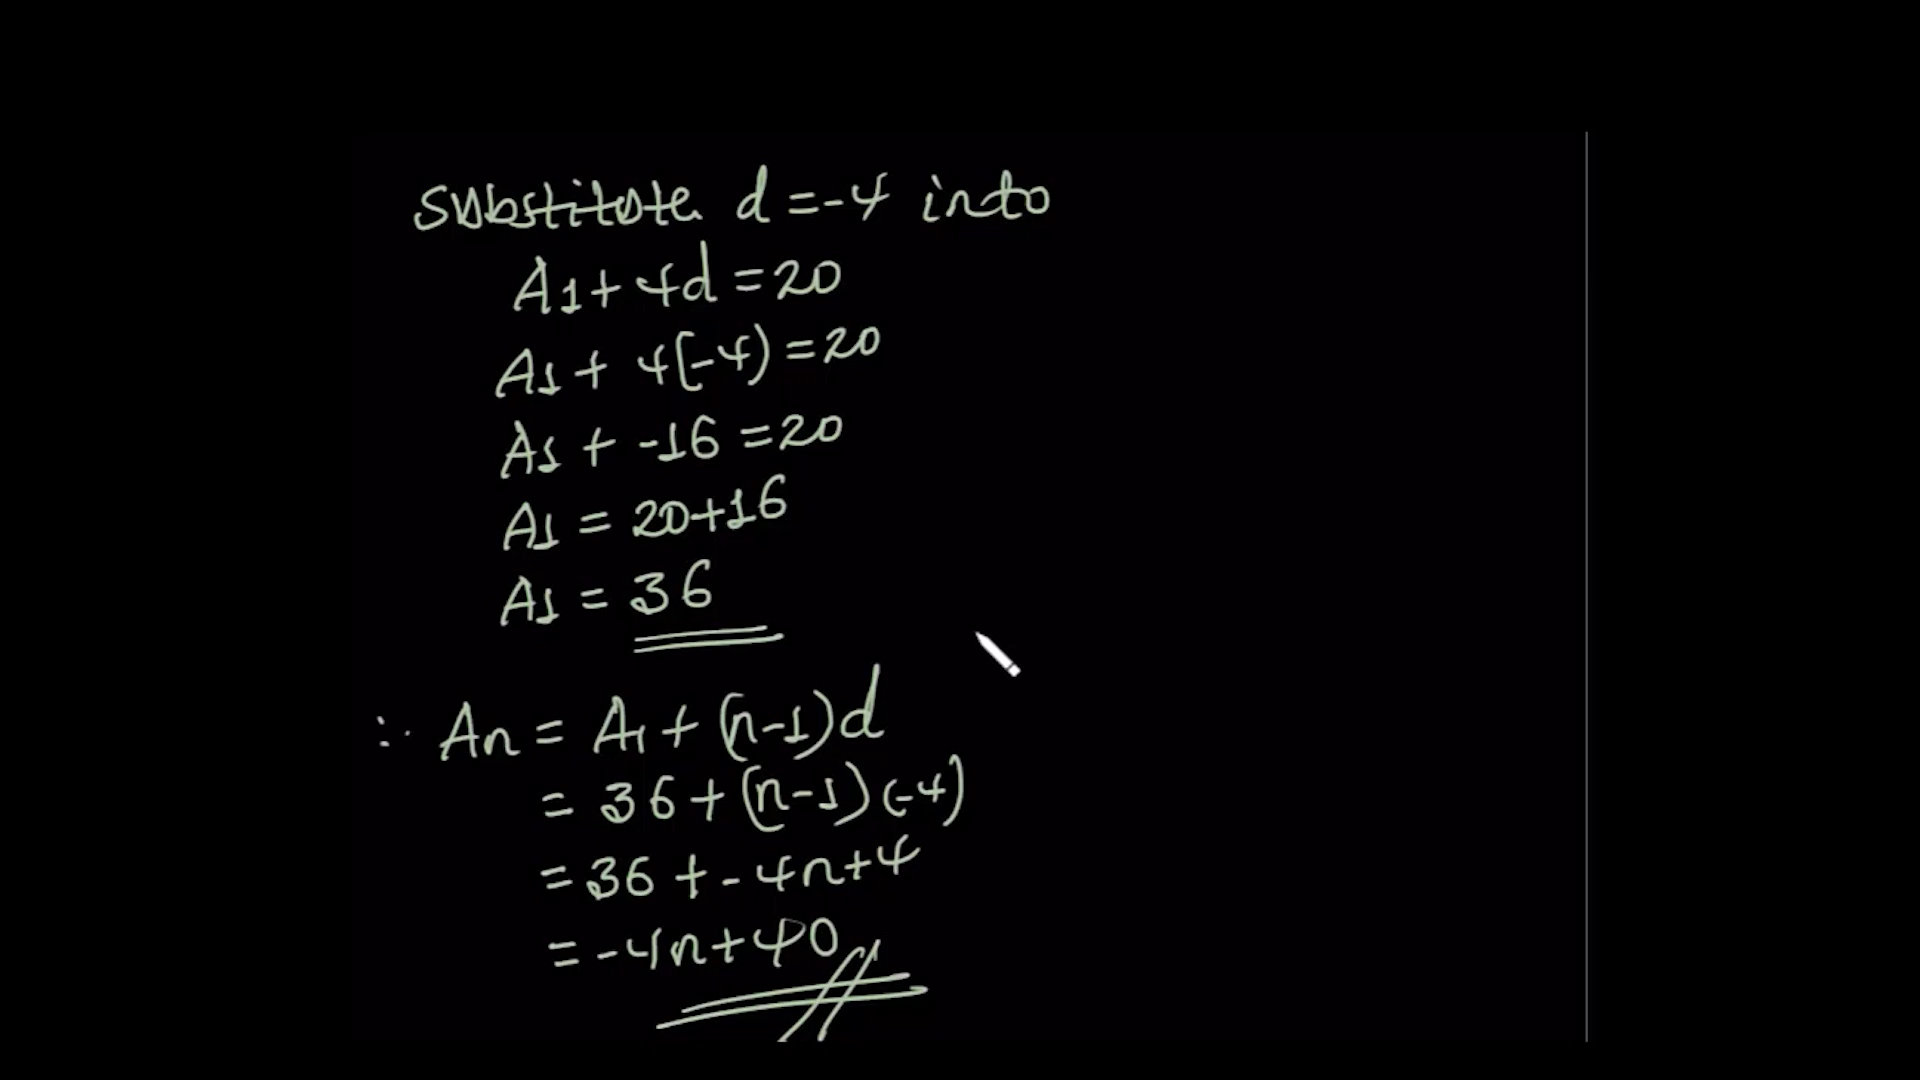 Substitute d = -4 into
A1 + 4d = 20
A1 + 4(-4) = 20
A1 + -16 = 20
A1 = 20+16
A1 = 36
∴ An = A1 + (n-1)d
= 36 + (n-1)(-4)
= 36 + -4n+4
= -4n+40